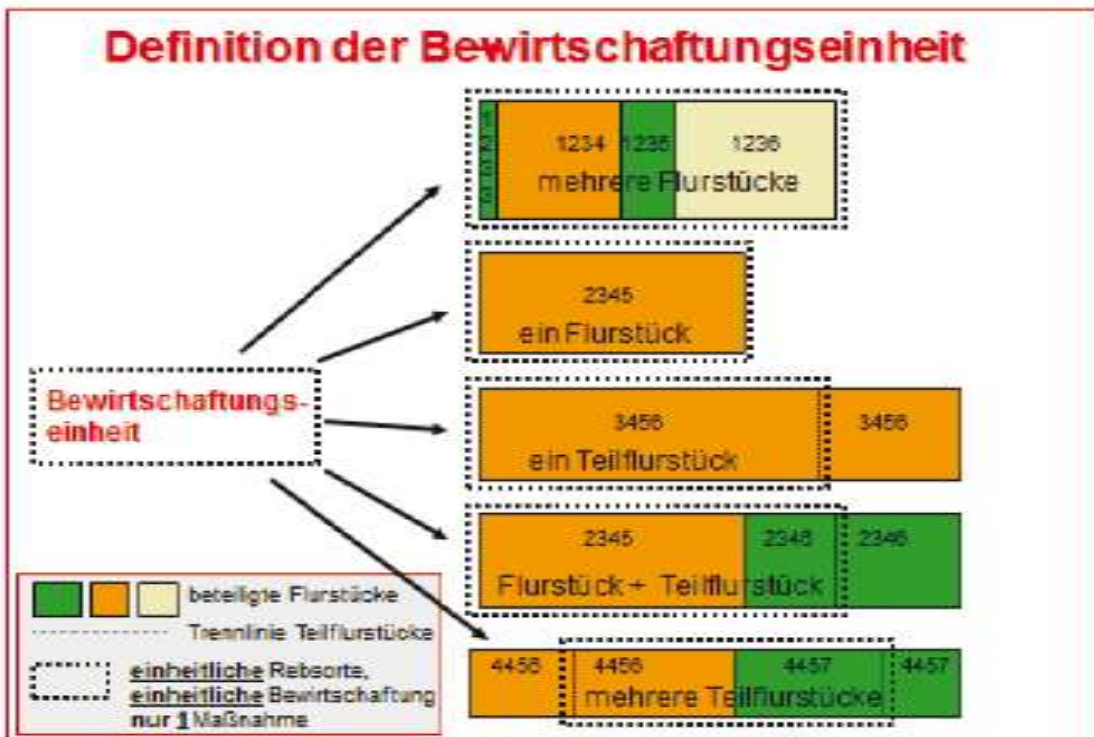 Definition der Bewirtschaftungseinheit
1234 1235 1236
mehrere Flurstücke
2345
ein Flurstück
Bewirtschaftungs-
einheit
3456 3456
ein Teilflurstück
2345 2346 2346
Flurstück + Teilflurstück
4456 4456 4457 4457
mehrere Teilflurstücke
beteiligte Flurstücke
Trennlinie Teilflurstücke
einheitliche Rebsorte,
einheitliche Bewirtschaftung
nur 1 Maßnahme